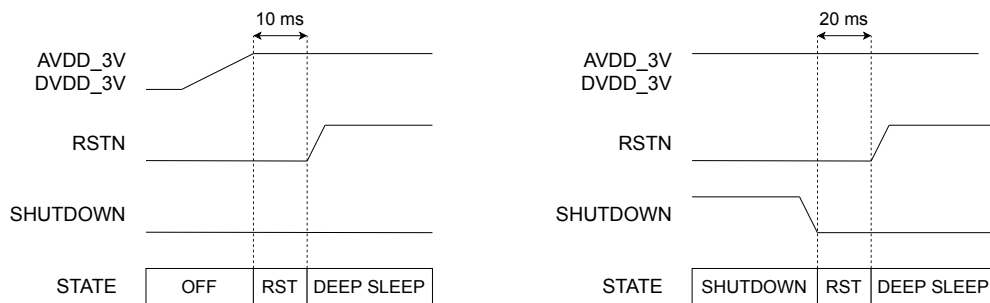 10 ms
AVDD_3V
DVDD_3V
RSTN
SHUTDOWN
STATE OFF RST DEEP SLEEP
20 ms
AVDD_3V
DVDD_3V
RSTN
SHUTDOWN
STATE SHUTDOWN RST DEEP SLEEP